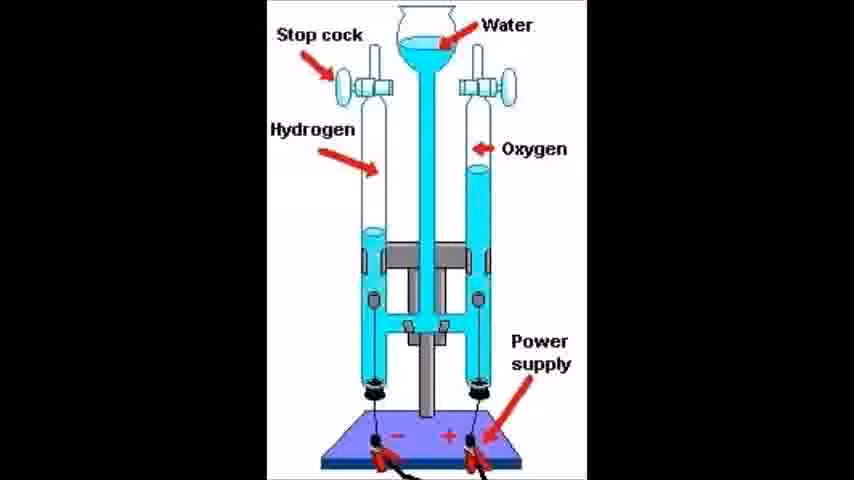 Water
Stop cock
Hydrogen
Oxygen
Power
supply
− +